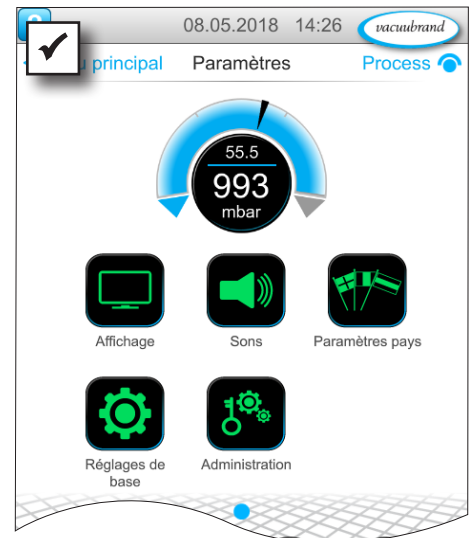 08.05.2018 14:26 vacuubrand
principal Paramètres Process
55.5
993
mbar
Affichage Sons Paramètres pays
Réglages de Administration
base